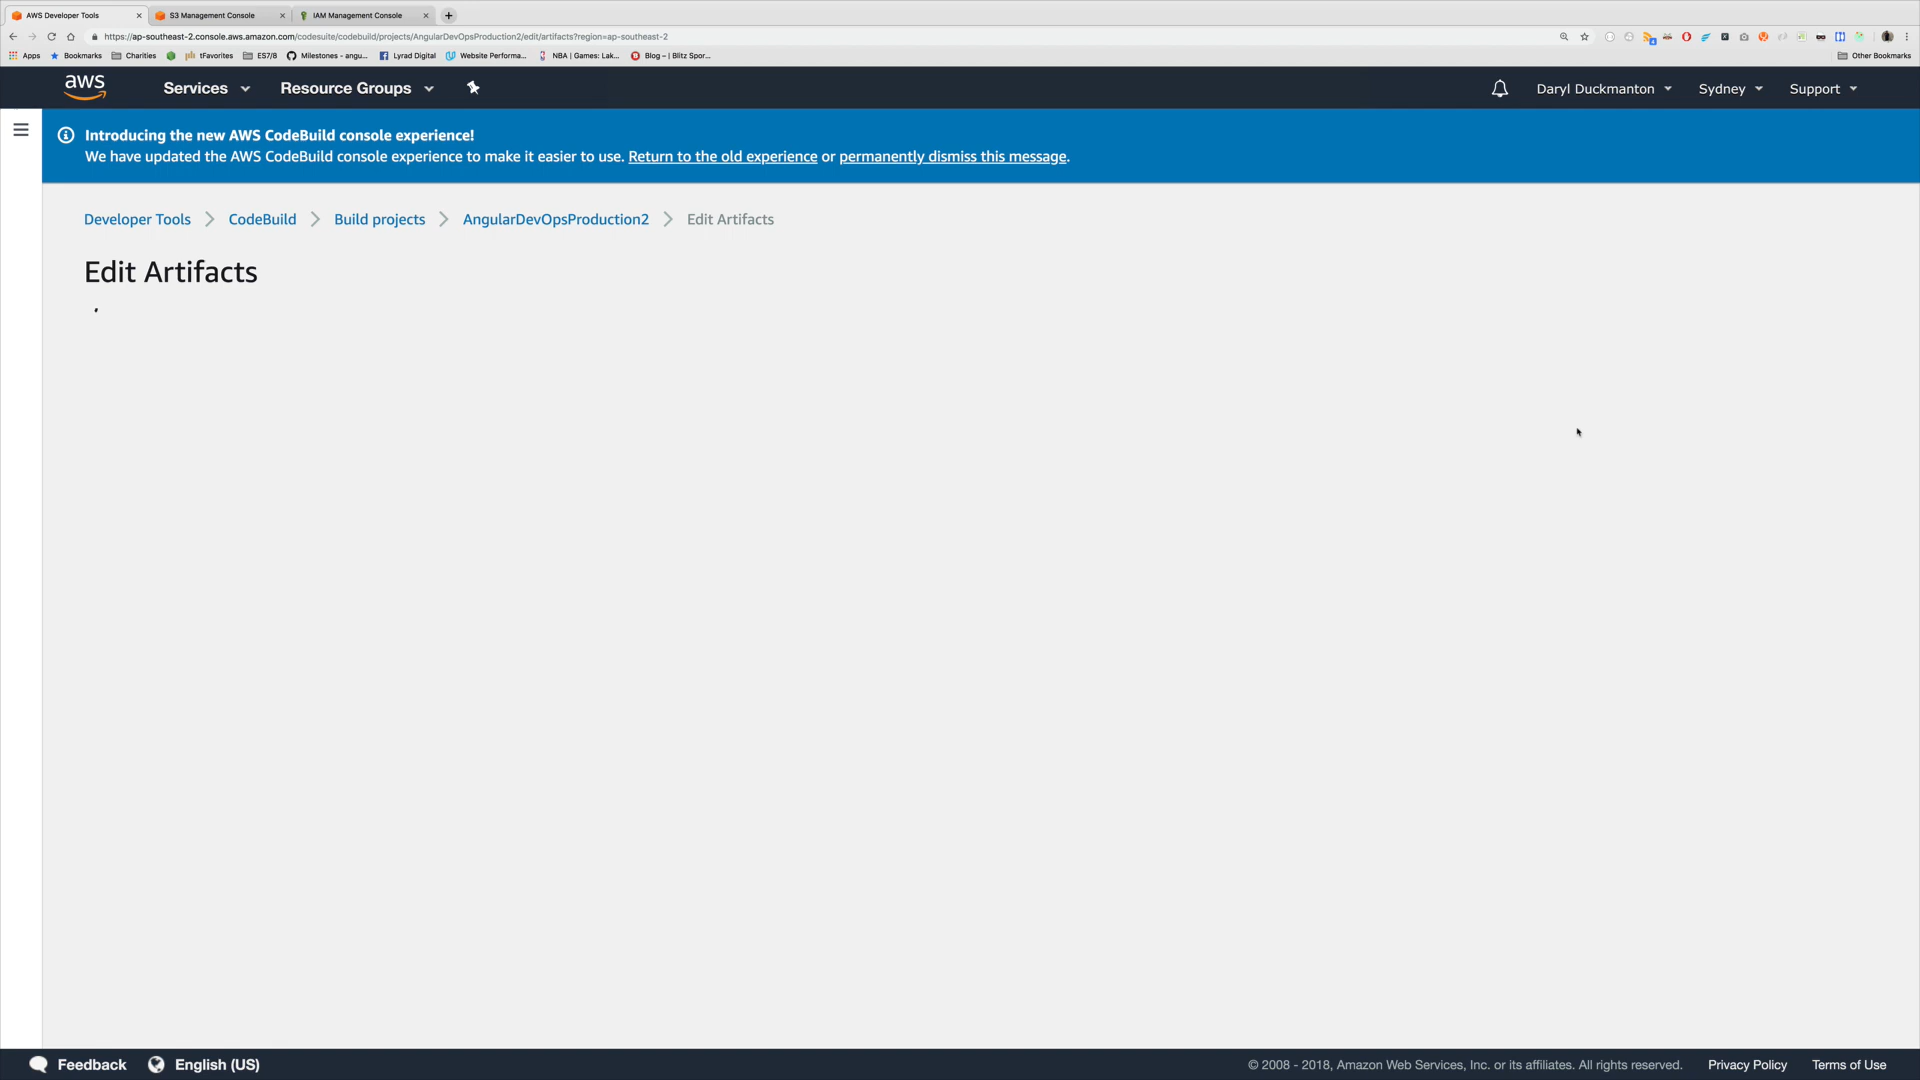 AWS Developer Tools
S3 Management Console
IAM Management Console
https://ap-southeast-2.console.aws.amazon.com/codesuite/codebuild/projects/AngularDevOpsProduction2/edit/artifacts?region=ap-southeast-2
Apps Bookmarks Charities tFavorites ES7/8 Milestones - angu... Lyrad Digital Website Performa... NBA | Games: Lak... Blog – | Blitz Spor... Other Bookmarks
aws Services Resource Groups Daryl Duckmanton Sydney Support
Introducing the new AWS CodeBuild console experience!
We have updated the AWS CodeBuild console experience to make it easier to use. Return to the old experience or permanently dismiss this message.
Developer Tools CodeBuild Build projects AngularDevOpsProduction2 Edit Artifacts
Edit Artifacts
Feedback English (US) © 2008 - 2018, Amazon Web Services, Inc. or its affiliates. All rights reserved. Privacy Policy Terms of Use